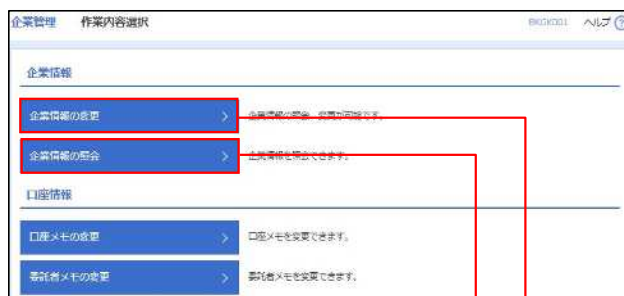 企業管理 作業内容選択 BKGK001 ヘルプ ?
企業情報
企業情報の変更 > 企業情報の照会、変更が可能です。
企業情報の照会 > 企業情報を照会できます。
口座情報
口座メモの変更 > 口座メモを変更できます。
委託者メモの変更 > 委託者メモを変更できます。